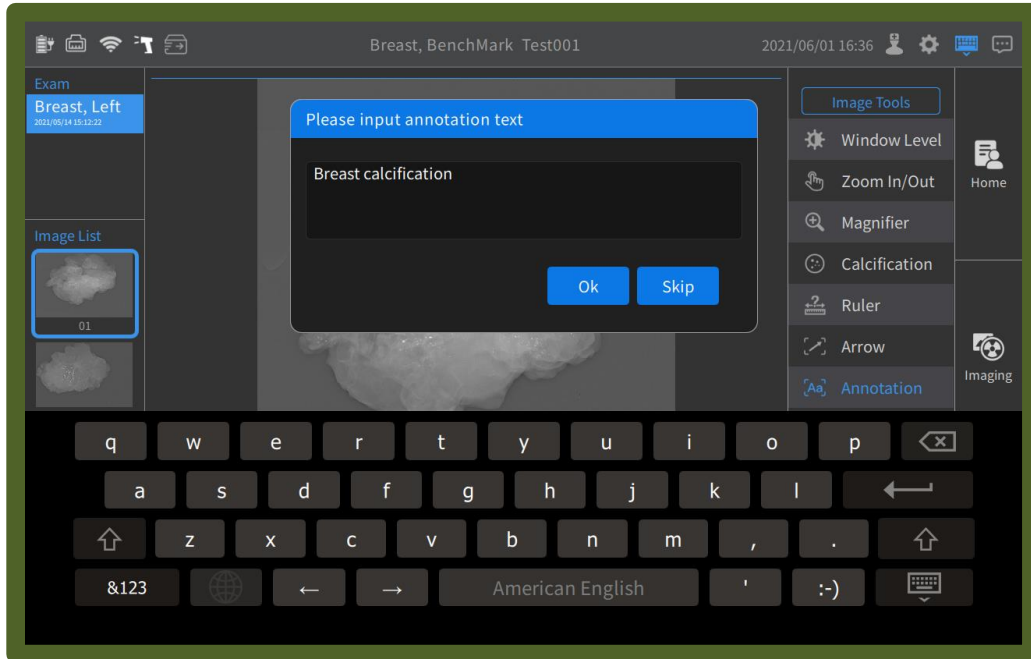 Breast, BenchMark Test001
2021/06/01 16:36
Exam
Breast, Left
2021/05/14 15:12:22
Image List
01
Please input annotation text
Breast calcification
Ok Skip
Image Tools
Window Level
Zoom In/Out
Magnifier
Calcification
Ruler
Arrow
Aa Annotation
Home
Imaging
q w e r t y u i o p
a s d f g h j k l
z x c v b n m , .
&123 American English ' :-)